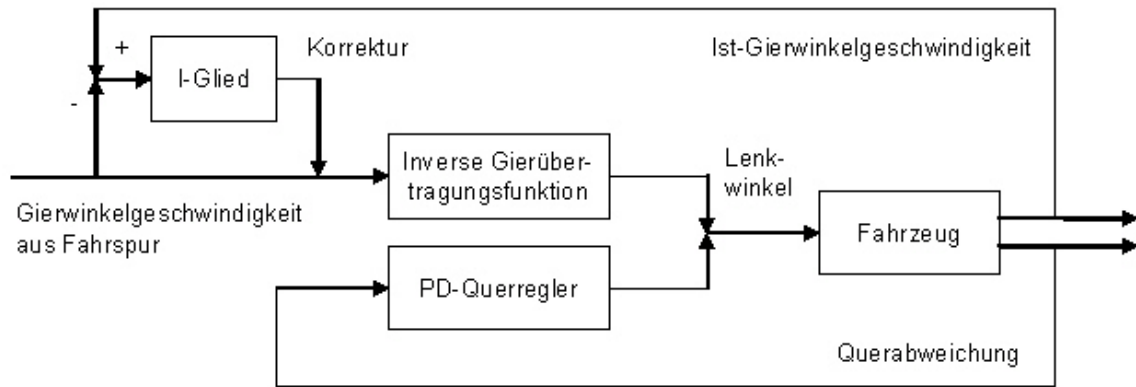 +
I-Glied
-
Korrektur
Ist-Gierwinkelgeschwindigkeit
Gierwinkelgeschwindigkeit
aus Fahrspur
Inverse Gierüber-
tragungsfunktion
Lenk-
winkel
Fahrzeug
PD-Querregler
Querabweichung